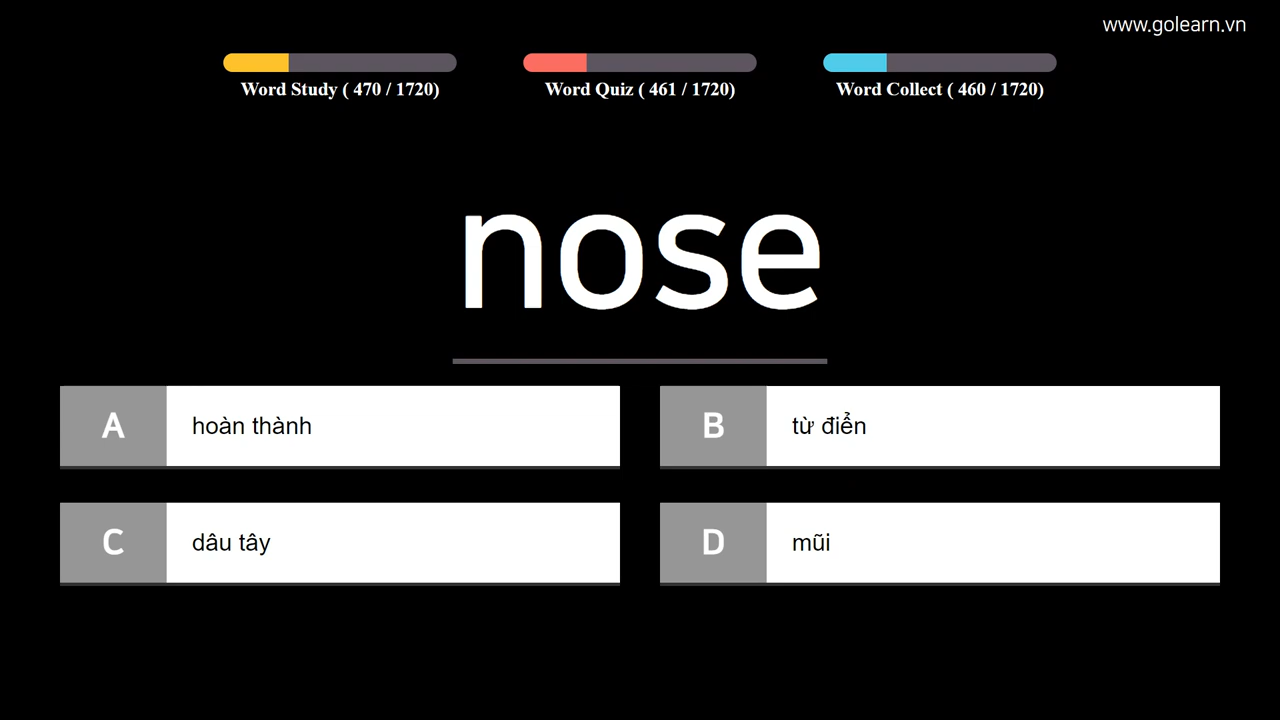 www.golearn.vn
Word Study ( 470 / 1720)
Word Quiz ( 461 / 1720)
Word Collect ( 460 / 1720)
nose
A hoàn thành
B từ điển
C dâu tây
D mũi